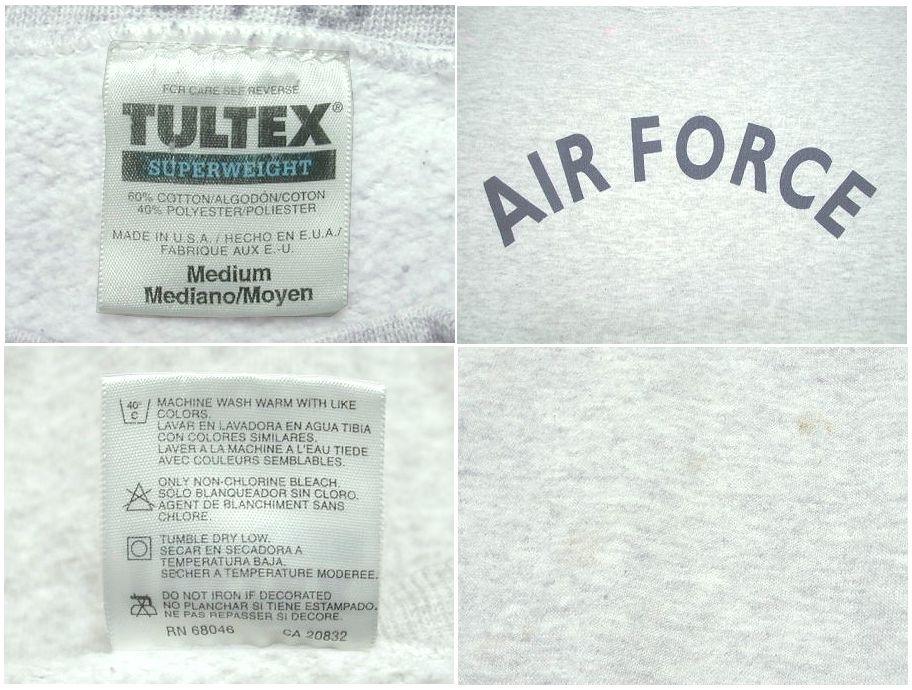 FOR CARE SEE REVERSE
TULTEX®
SUPERWEIGHT
60% COTTON/ALGODÓN/COTON
40% POLYESTER/POLIESTER
MADE IN U.S.A. / HECHO EN E.U.A./
FABRIQUE AUX E.-U.
Medium
Mediano/Moyen
AIR FORCE
40°
C
MACHINE WASH WARM WITH LIKE
COLORS.
LAVAR EN LAVADORA EN AGUA TIBIA
CON COLORES SIMILARES.
LAVER A LA MACHINE A L'EAU TIEDE
AVEC COULEURS SEMBLABLES.
ONLY NON-CHLORINE BLEACH.
SOLO BLANQUEADOR SIN CLORO.
AGENT DE BLANCHIMENT SANS
CHLORE.
TUMBLE DRY LOW.
SECAR EN SECADORA A
TEMPERATURA BAJA.
SECHER A TEMPERATURE MODEREE.
DO NOT IRON IF DECORATED
NO PLANCHAR SI TIENE ESTAMPADO.
NE PAS REPASSER SI DECORE.
RN 68046 CA 20832